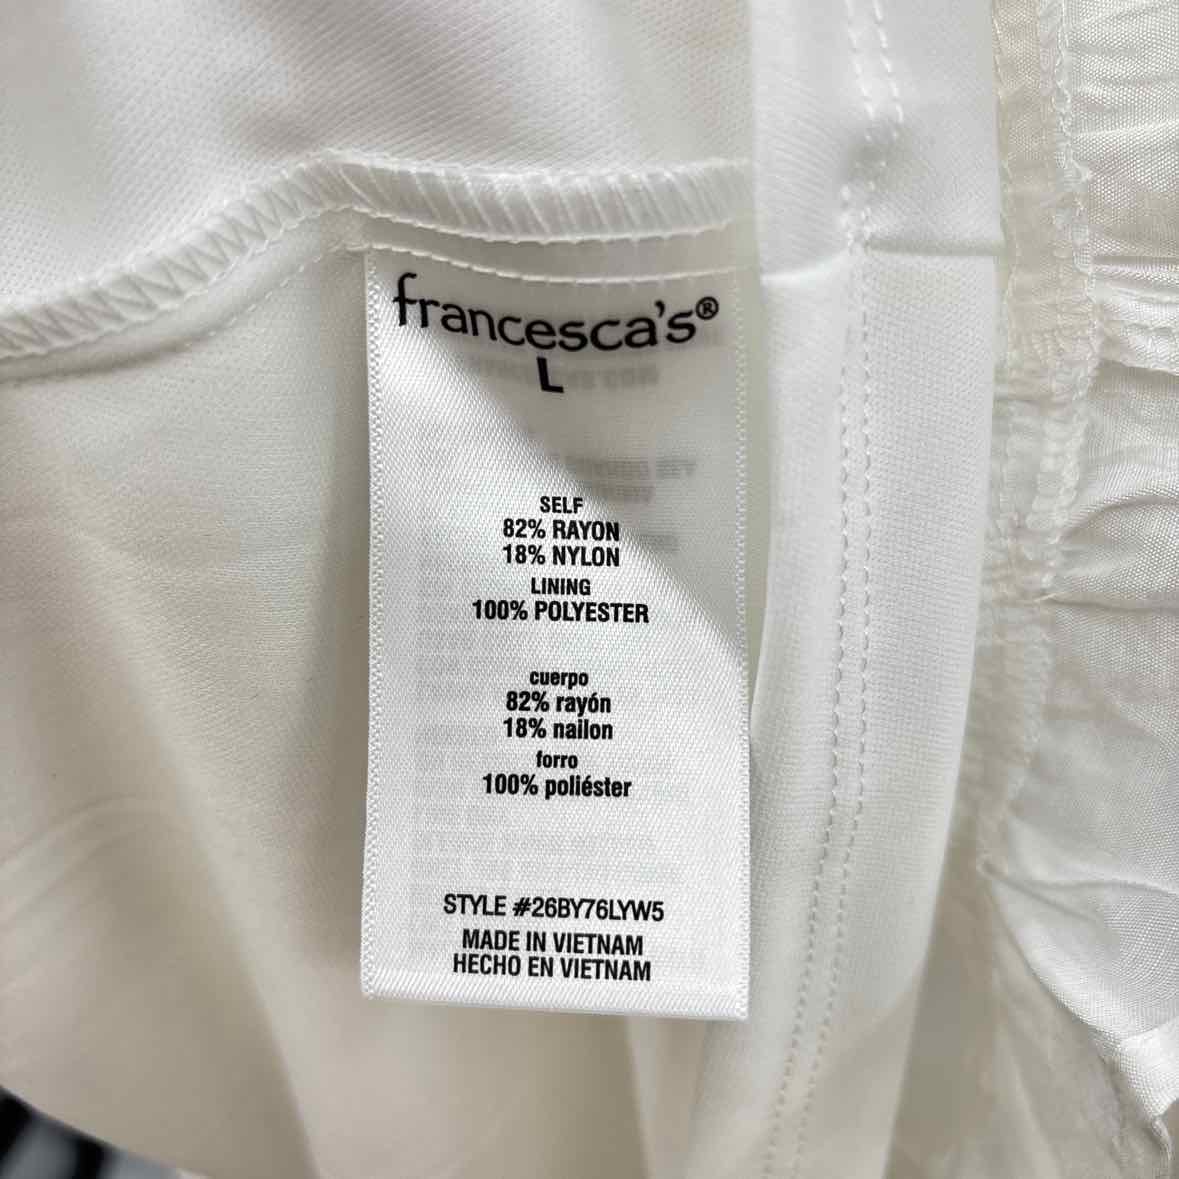 francesca's®
L
SELF
82% RAYON
18% NYLON
LINING
100% POLYESTER
cuerpo
82% rayón
18% nailon
forro
100% poliéster
STYLE #26BY76LYW5
MADE IN VIETNAM
HECHO EN VIETNAM